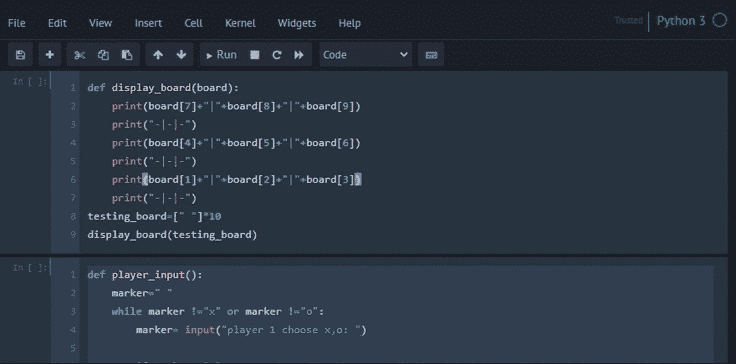 File Edit View Insert Cell Kernel Widgets Help Trusted Python 3
Run Code
In [ ]:
1 def display_board(board):
2 print(board[7]+"|"+board[8]+"|"+board[9])
3 print("-|-|-")
4 print(board[4]+"|"+board[5]+"|"+board[6])
5 print("-|-|-")
6 print(board[1]+"|"+board[2]+"|"+board[3])
7 print("-|-|-")
8 testing_board=[" "]*10
9 display_board(testing_board)
In [ ]:
1 def player_input():
2 marker=" "
3 while marker !="x" or marker !="o":
4 marker= input("player 1 choose x,o: ")
5